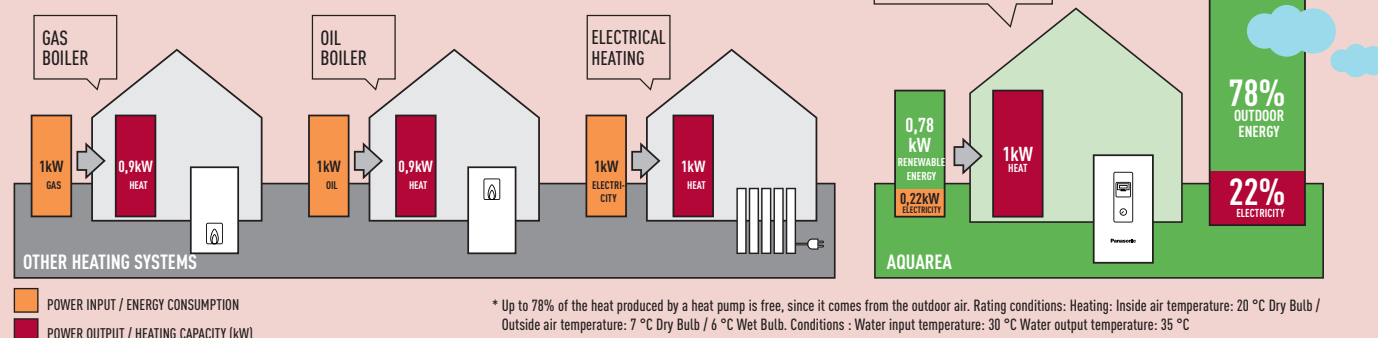 GAS
BOILER
1kW
GAS
0,9kW
HEAT
OIL
BOILER
1kW
OIL
0,9kW
HEAT
ELECTRICAL
HEATING
1kW
ELECTRI-
CITY
1kW
HEAT
OTHER HEATING SYSTEMS
0,78
kW
RENEWABLE
ENERGY
0,22kW
ELECTRICITY
1kW
HEAT
Panasonic
AQUAREA
78%
OUTDOOR
ENERGY
22%
ELECTRICITY
POWER INPUT / ENERGY CONSUMPTION
POWER OUTPUT / HEATING CAPACITY (kW)
* Up to 78% of the heat produced by a heat pump is free, since it comes from the outdoor air. Rating conditions: Heating: Inside air temperature: 20 °C Dry Bulb /
Outside air temperature: 7 °C Dry Bulb / 6 °C Wet Bulb. Conditions : Water input temperature: 30 °C Water output temperature: 35 °C